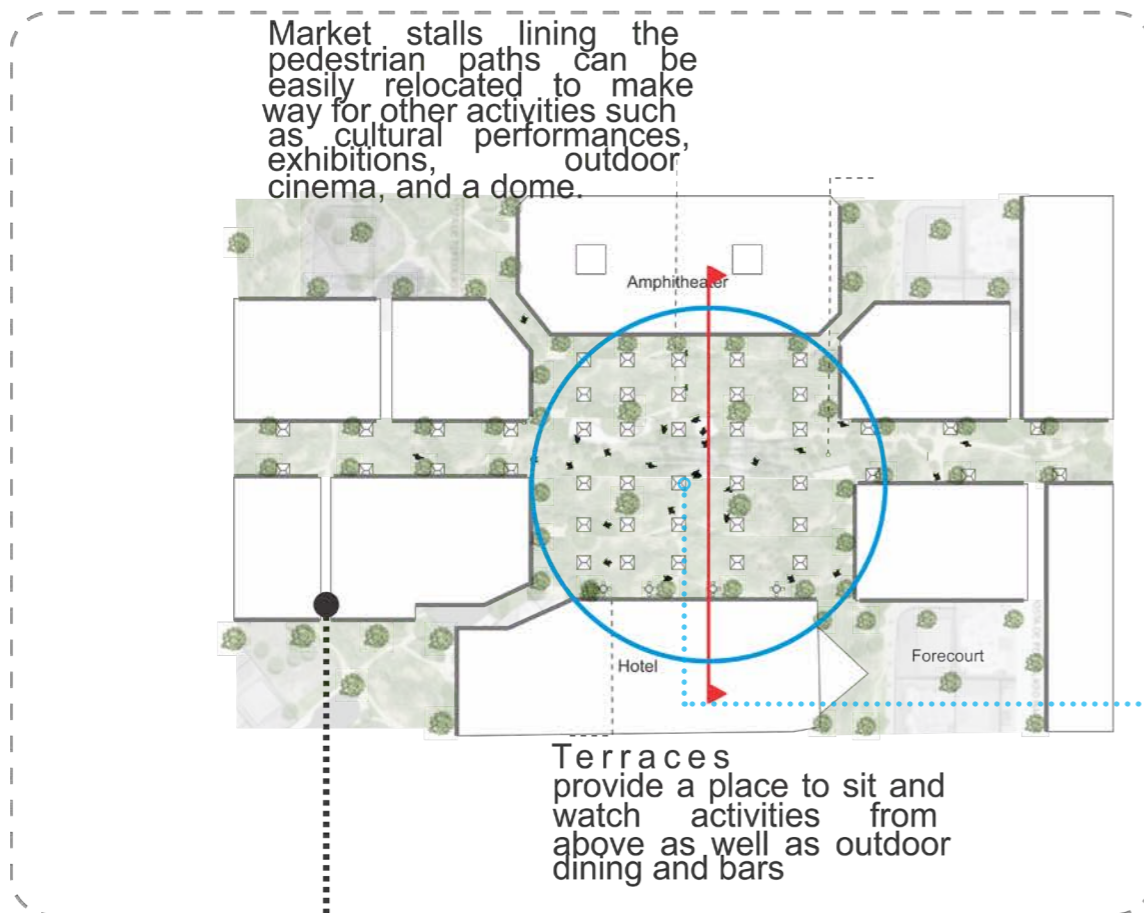 Market stalls lining the
pedestrian paths can be
easily relocated to make
way for other activities such
as cultural performances,
exhibitions, outdoor
cinema, and a dome.
Amphitheater
Hotel
Forecourt
Terraces
provide a place to sit and
watch activities from
above as well as outdoor
dining and bars